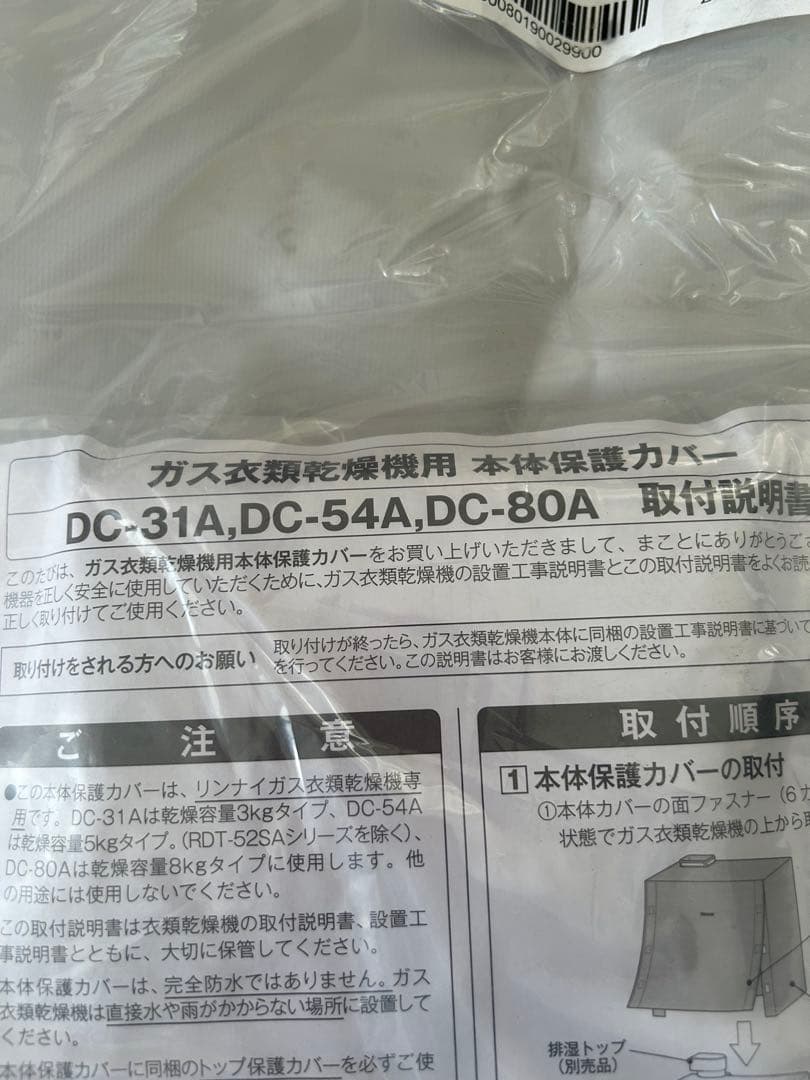 00080190029900
ガス衣類乾燥機用 本体保護カバー
DC-31A,DC-54A,DC-80A 取付説明書
このたびは、ガス衣類乾燥機用本体保護カバーをお買い上げいただきまして、まことにありがとうござ
機器を正しく安全に使用していただくために、ガス衣類乾燥機の設置工事説明書とこの取付説明書をよくお読
正しく取り付けてご使用ください。
取り付けをされる方へのお願い
取り付けが終ったら、ガス衣類乾燥機本体に同梱の設置工事説明書に基づいて
を行ってください。この説明書はお客様にお渡しください。
ご注意
●この本体保護カバーは、リンナイガス衣類乾燥機専
用です。DC-31Aは乾燥容量3kgタイプ、DC-54A
は乾燥容量5kgタイプ。(RDT-52SAシリーズを除く)、
DC-80Aは乾燥容量8kgタイプに使用します。他
の用途には使用しないでください。
この取付説明書は衣類乾燥機の取付説明書、設置工
事説明書とともに、大切に保管してください。
本体保護カバーは、完全防水ではありません。ガス
衣類乾燥機は直接水や雨がかからない場所に設置して
ください。
本体保護カバーに同梱のトップ保護カバーを必ずご使
取付順序
1 本体保護カバーの取付
①本体カバーの面ファスナー(6カ
状態でガス衣類乾燥機の上から
排湿トップ
(別売品)